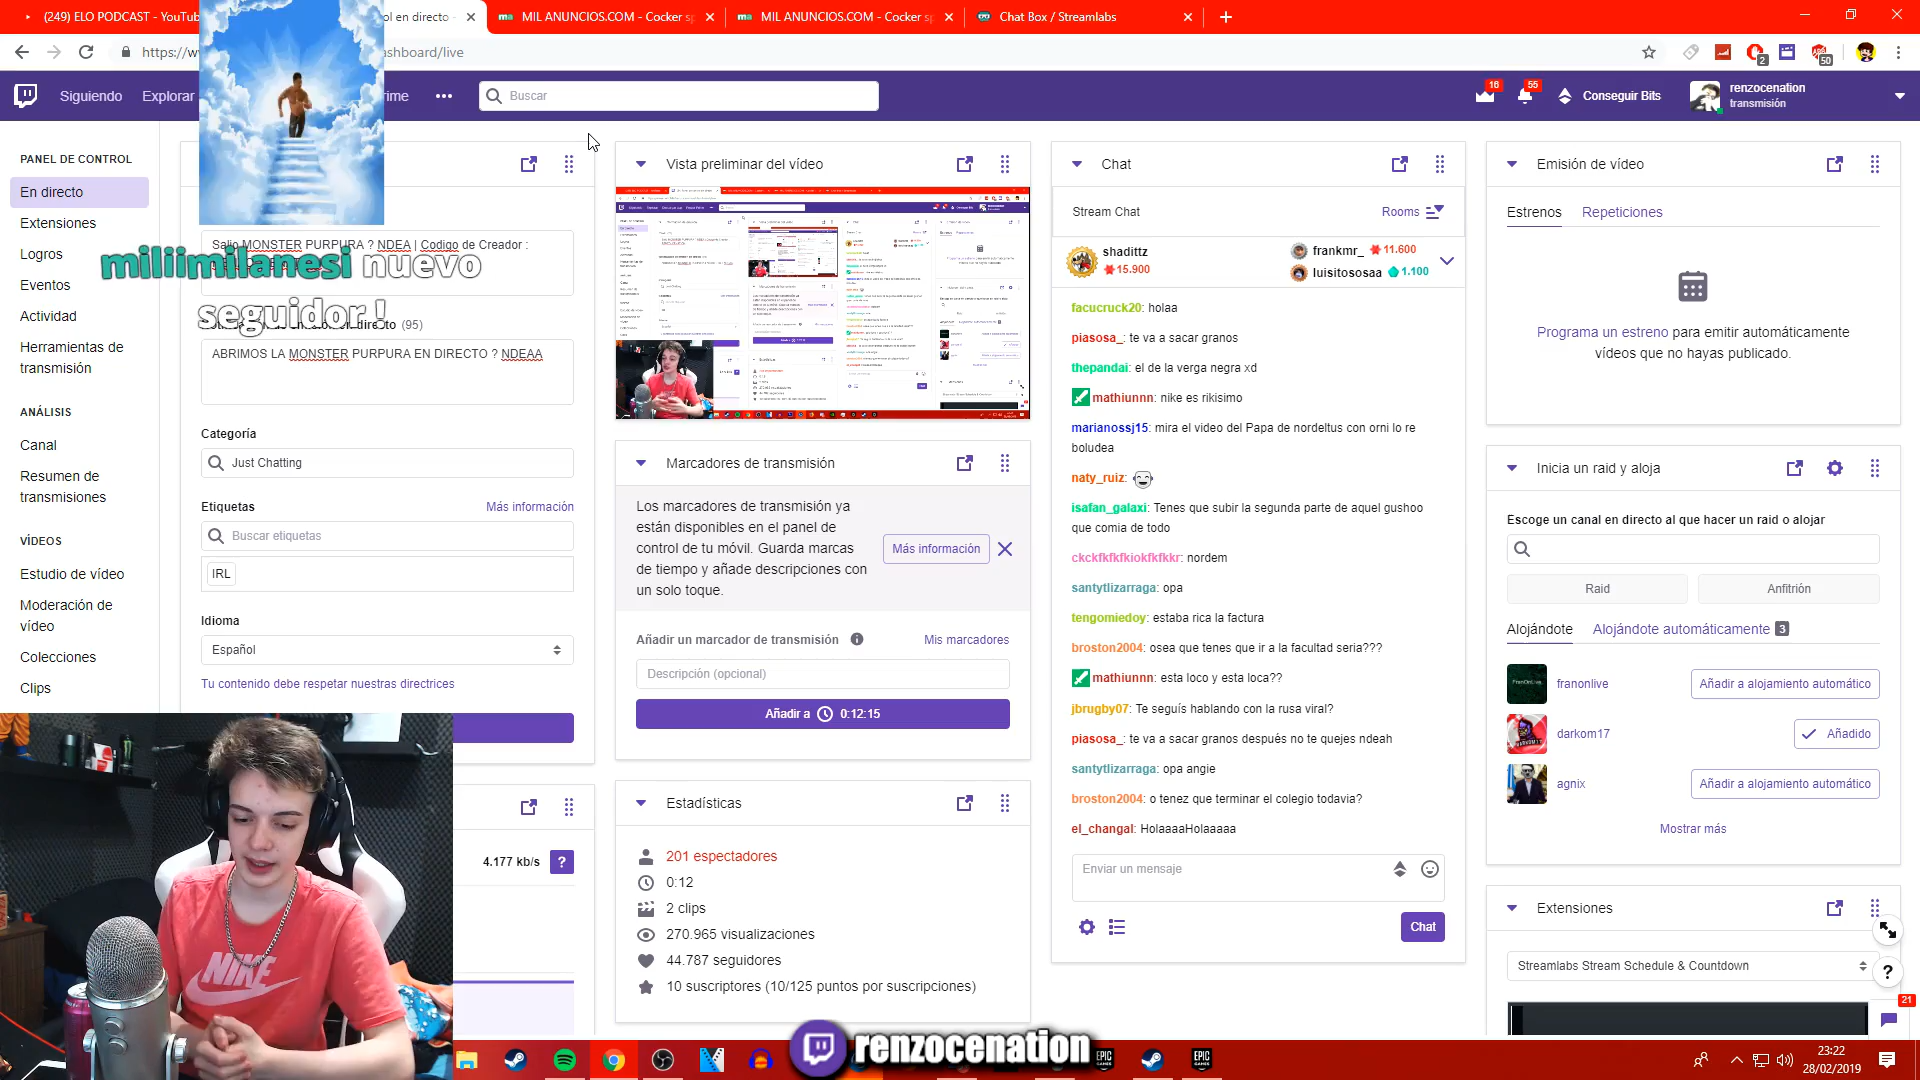 (249) ELO PODCAST - YouTu
ol en directo -
MIL ANUNCIOS.COM - Cocker sp
MIL ANUNCIOS.COM - Cocker sp
Chat Box / Streamlabs
https://w
ashboard/live
2
50
Siguiendo
Explorar
rime
Buscar
16
55
Conseguir Bits
renzocenation
transmisión
PANEL DE CONTROL
En directo
Extensiones
Logros
Eventos
Actividad
Herramientas de
transmisión
ANÁLISIS
Canal
Resumen de
transmisiones
VÍDEOS
Estudio de vídeo
Moderación de
vídeo
Colecciones
Clips
Salio MONSTER PURPURA ? NDEA | Codigo de Creador :
miliimilanesi nuevo
seguidor !
directo (95)
ABRIMOS LA MONSTER PURPURA EN DIRECTO ? NDEAA
Categoría
Just Chatting
Etiquetas
Más información
Buscar etiquetas
IRL
Idioma
Español
Tu contenido debe respetar nuestras directrices
4.177 kb/s
?
NIKE
Vista preliminar del vídeo
Marcadores de transmisión
Los marcadores de transmisión ya
están disponibles en el panel de
control de tu móvil. Guarda marcas
de tiempo y añade descripciones con
un solo toque.
Más información
Añadir un marcador de transmisión
Mis marcadores
Descripción (opcional)
Añadir a 0:12:15
Estadísticas
201 espectadores
0:12
2 clips
270.965 visualizaciones
44.787 seguidores
10 suscriptores (10/125 puntos por suscripciones)
Chat
Stream Chat
Rooms
shadittz
15.900
frankmr_ 11.600
luisitososaa 1.100
facucruck20: holaa
piasosa_: te va a sacar granos
thepandai: el de la verga negra xd
mathiunnn: nike es rikisimo
marianossj15: mira el video del Papa de nordeltus con orni lo re
boludea
naty_ruiz:
isafan_galaxi: Tenes que subir la segunda parte de aquel gushoo
que comia de todo
ckckfkfkfkiokfkfkkr: nordem
santytlizarraga: opa
tengomiedoy: estaba rica la factura
broston2004: osea que tenes que ir a la facultad seria???
mathiunnn: esta loco y esta loca??
jbrugby07: Te seguís hablando con la rusa viral?
piasosa_: te va a sacar granos después no te quejes ndeah
santytlizarraga: opa angie
broston2004: o tenez que terminar el colegio todavia?
el_changal: HolaaaaHolaaaaa
Enviar un mensaje
Chat
Emisión de vídeo
Estrenos
Repeticiones
Programa un estreno para emitir automáticamente
vídeos que no hayas publicado.
Inicia un raid y aloja
Escoge un canal en directo al que hacer un raid o alojar
Raid
Anfitrión
Alojándote
Alojándote automáticamente 3
franonlive
Añadir a alojamiento automático
darkom17
Añadido
agnix
Añadir a alojamiento automático
Mostrar más
Extensiones
Streamlabs Stream Schedule & Countdown
?
21
renzocenation
EPIC
GAMES
EPIC
GAMES
23:22
28/02/2019